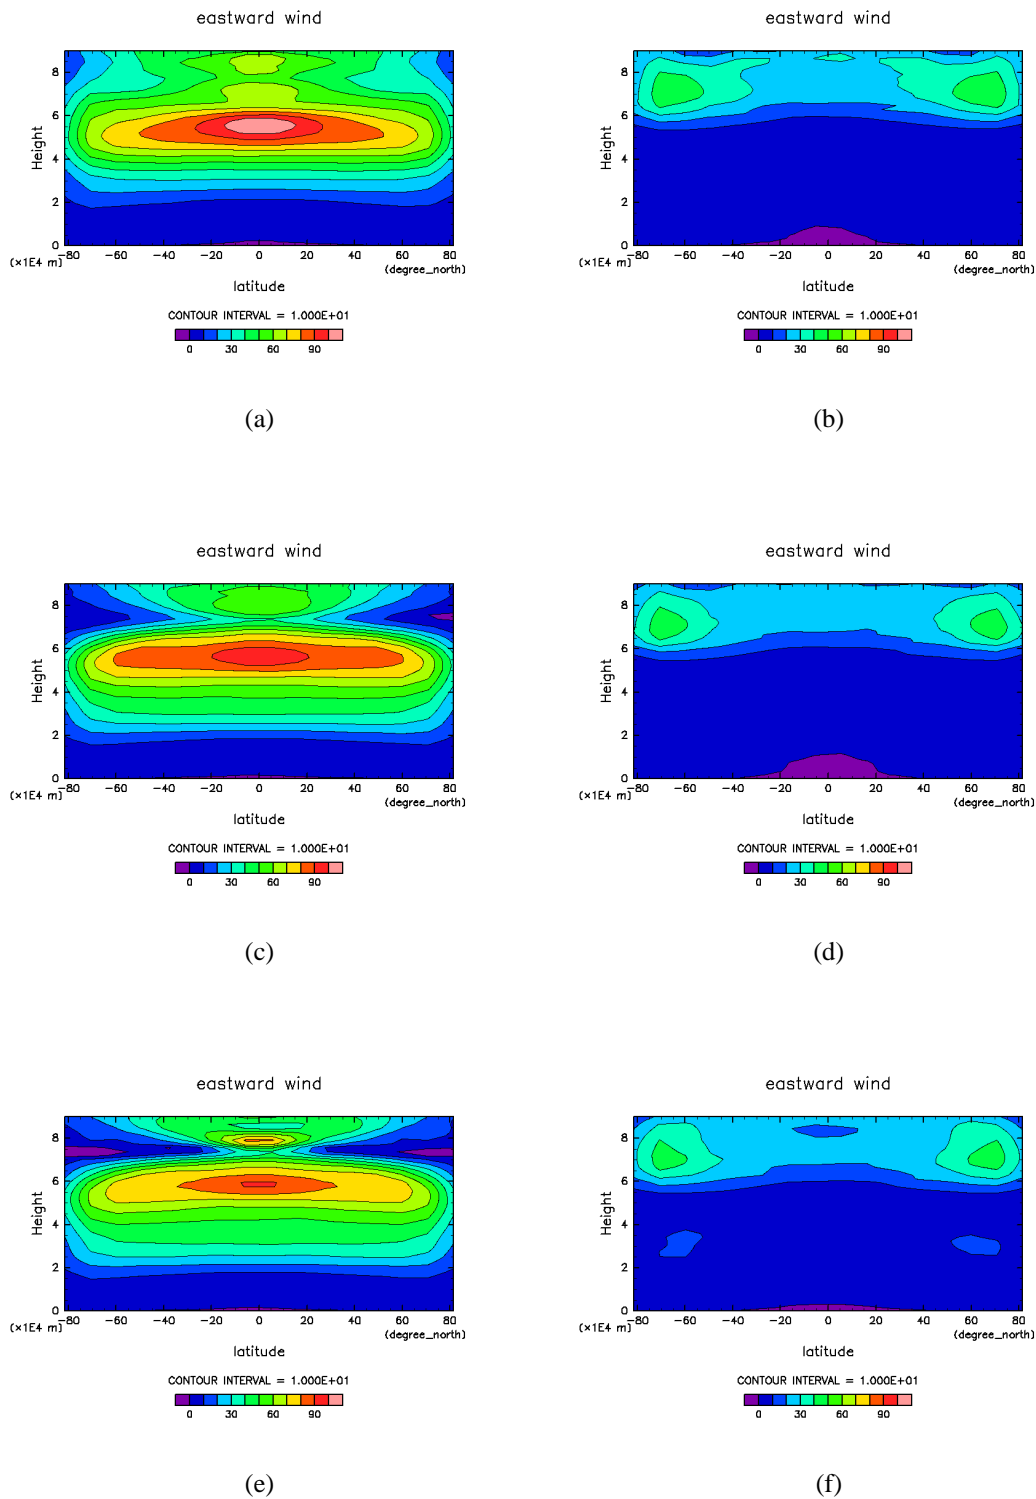 eastward wind
8
6
4
2
0
Height
-80 -60 -40 -20 0 20 40 60 80
(×1E4 m)
(degree_north)
latitude
CONTOUR INTERVAL = 1.000E+01
0 30 60 90
(a)
eastward wind
8
6
4
2
0
Height
-80 -60 -40 -20 0 20 40 60 80
(×1E4 m)
(degree_north)
latitude
CONTOUR INTERVAL = 1.000E+01
0 30 60 90
(b)
eastward wind
8
6
4
2
0
Height
-80 -60 -40 -20 0 20 40 60 80
(×1E4 m)
(degree_north)
latitude
CONTOUR INTERVAL = 1.000E+01
0 30 60 90
(c)
eastward wind
8
6
4
2
0
Height
-80 -60 -40 -20 0 20 40 60 80
(×1E4 m)
(degree_north)
latitude
CONTOUR INTERVAL = 1.000E+01
0 30 60 90
(d)
eastward wind
8
6
4
2
0
Height
-80 -60 -40 -20 0 20 40 60 80
(×1E4 m)
(degree_north)
latitude
CONTOUR INTERVAL = 1.000E+01
0 30 60 90
(e)
eastward wind
8
6
4
2
0
Height
-80 -60 -40 -20 0 20 40 60 80
(×1E4 m)
(degree_north)
latitude
CONTOUR INTERVAL = 1.000E+01
0 30 60 90
(f)